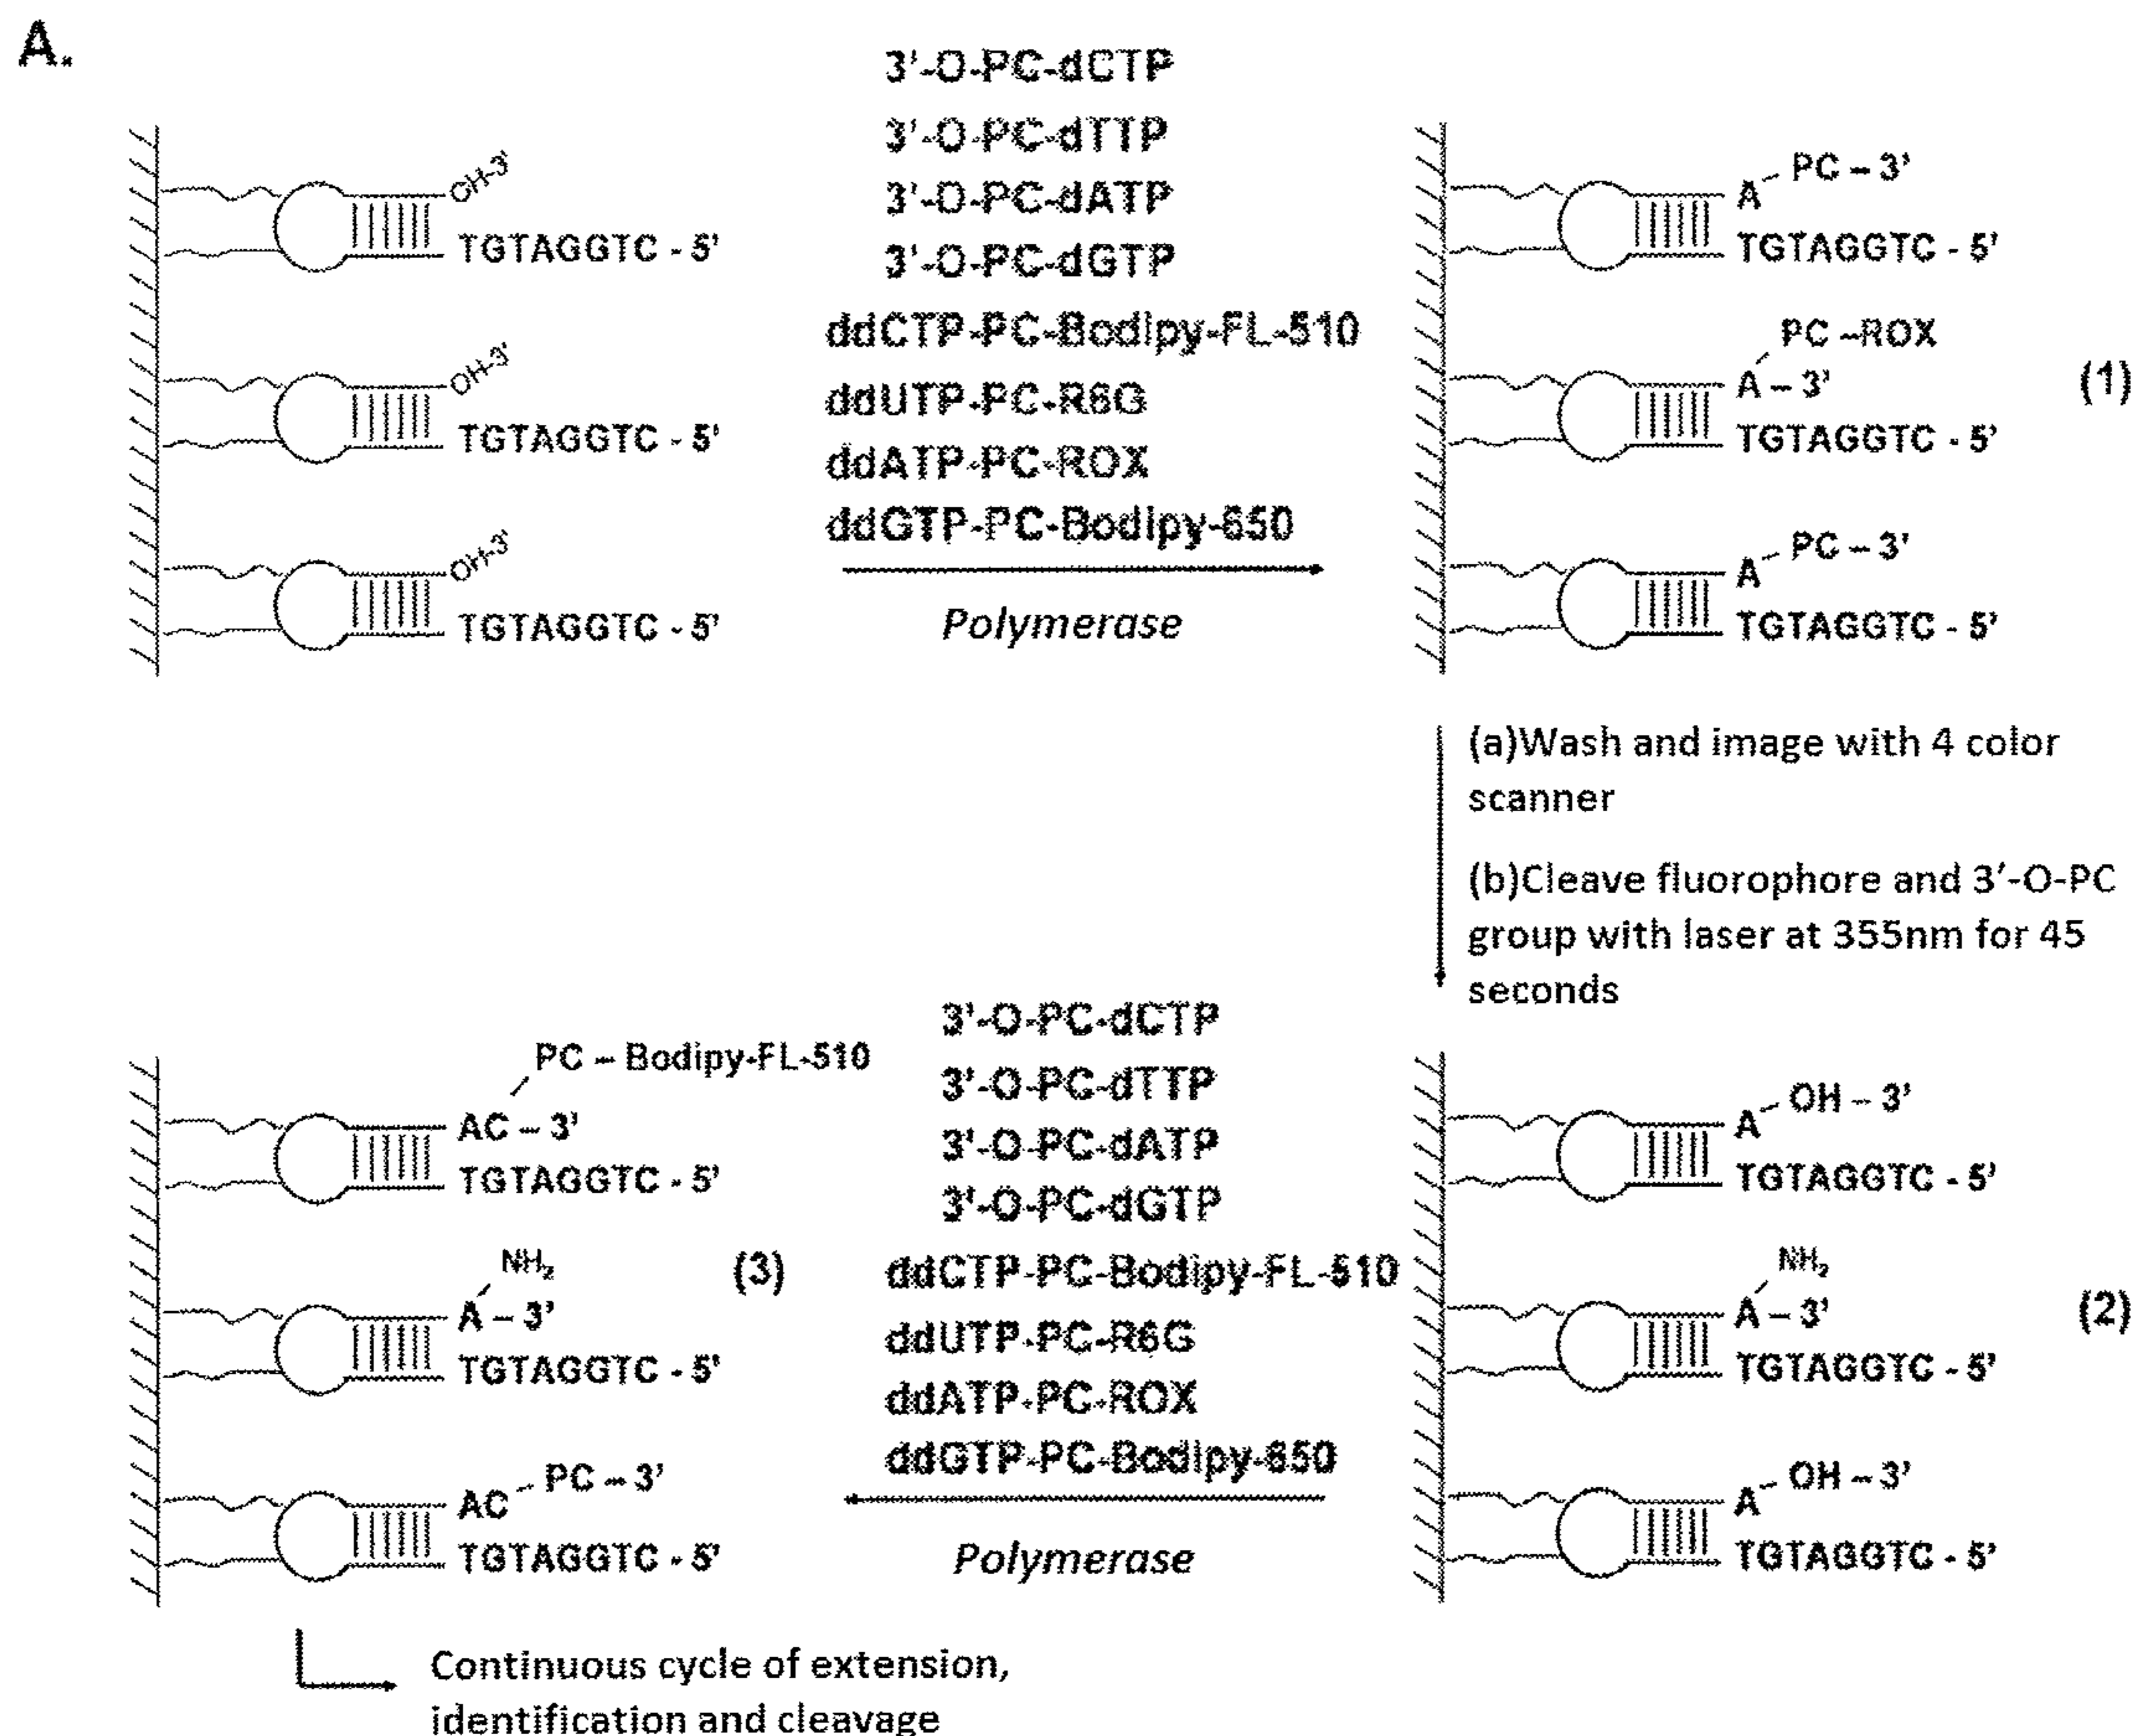 A.
OH-3'
TGTAGGTC - 5'
OH-3'
TGTAGGTC - 5'
OH-3'
TGTAGGTC - 5'
3'-O-PC-dCTP
3'-O-PC-dTTP
3'-O-PC-dATP
3'-O-PC-dGTP
ddCTP-PC-Bodipy-FL-510
ddUTP-PC-R6G
ddATP-PC-ROX
ddGTP-PC-Bodipy-650
Polymerase
PC – 3'
A
TGTAGGTC - 5'
PC –ROX
A – 3'
TGTAGGTC - 5'
(1)
PC – 3'
A
TGTAGGTC - 5'
(a)Wash and image with 4 color
scanner
(b)Cleave fluorophore and 3'-O-PC
group with laser at 355nm for 45
seconds
OH – 3'
A
TGTAGGTC - 5'
NH₂
A – 3'
TGTAGGTC - 5'
(2)
OH – 3'
A
TGTAGGTC - 5'
3'-O-PC-dCTP
3'-O-PC-dTTP
3'-O-PC-dATP
3'-O-PC-dGTP
ddCTP-PC-Bodipy-FL-510
ddUTP-PC-R6G
ddATP-PC-ROX
ddGTP-PC-Bodipy-650
Polymerase
PC – Bodipy-FL-510
AC – 3'
TGTAGGTC - 5'
NH₂
A – 3'
TGTAGGTC - 5'
(3)
PC – 3'
AC
TGTAGGTC - 5'
Continuous cycle of extension,
identification and cleavage